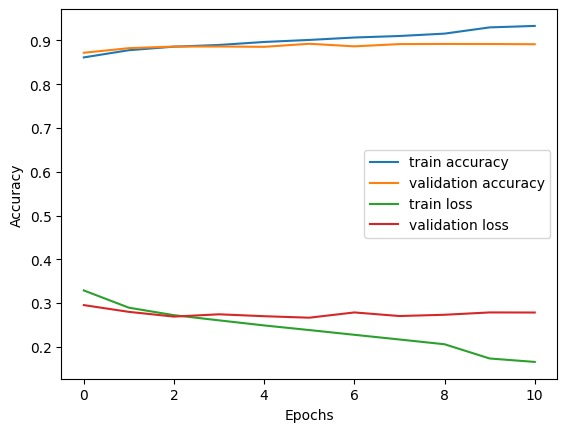 0.9
0.8
0.7
0.6
0.5
0.4
0.3
0.2
Accuracy
train accuracy
validation accuracy
train loss
validation loss
0 2 4 6 8 10
Epochs